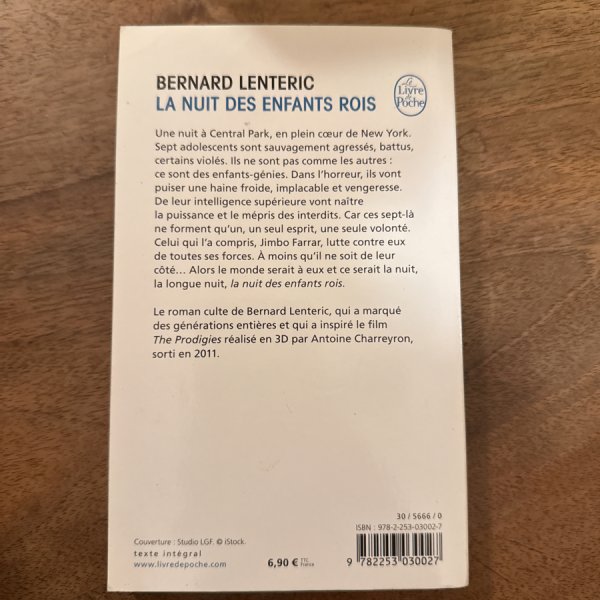 BERNARD LENTERIC
LA NUIT DES ENFANTS ROIS
Le
Livre
de
Poche
Une nuit à Central Park, en plein cœur de New York.
Sept adolescents sont sauvagement agressés, battus,
certains violés. Ils ne sont pas comme les autres :
ce sont des enfants-génies. Dans l'horreur, ils vont
puiser une haine froide, implacable et vengeresse.
De leur intelligence supérieure vont naître
la puissance et le mépris des interdits. Car ces sept-là
ne forment qu'un, un seul esprit, une seule volonté.
Celui qui l'a compris, Jimbo Farrar, lutte contre eux
de toutes ses forces. À moins qu'il ne soit de leur
côté... Alors le monde serait à eux et ce serait la nuit,
la longue nuit, la nuit des enfants rois.
Le roman culte de Bernard Lenteric, qui a marqué
des générations entières et qui a inspiré le film
The Prodigies réalisé en 3D par Antoine Charreyron,
sorti en 2011.
30 / 5666 / 0
ISBN : 978-2-253-03002-7
Couverture : Studio LGF. © iStock.
texte intégral
www.livredepoche.com
6,90 € TTC France
9 782253 030027